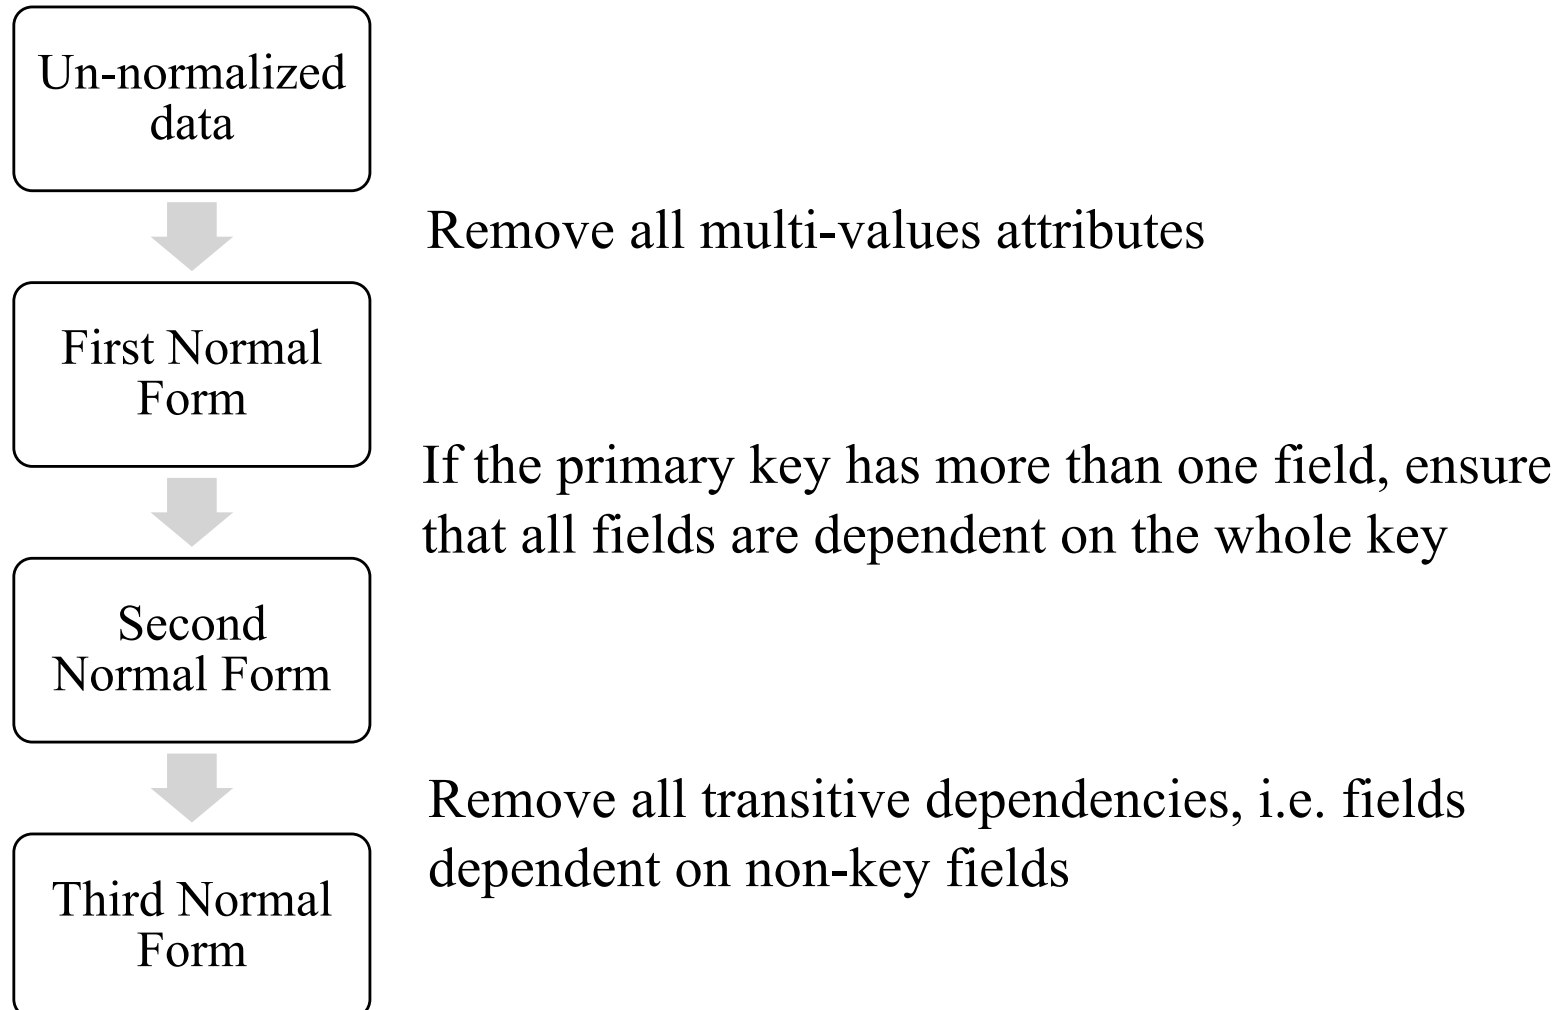 Un-normalized
data
Remove all multi-values attributes
First Normal
Form
If the primary key has more than one field, ensure
that all fields are dependent on the whole key
Second
Normal Form
Remove all transitive dependencies, i.e. fields
dependent on non-key fields
Third Normal
Form